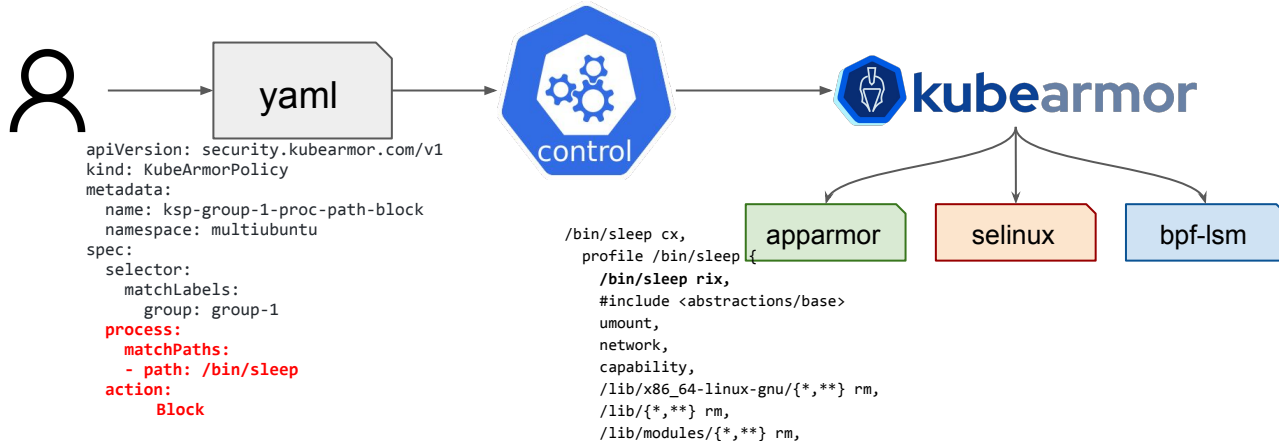 yaml
control
kubearmor
apiVersion: security.kubearmor.com/v1
kind: KubeArmorPolicy
metadata:
  name: ksp-group-1-proc-path-block
  namespace: multiubuntu
spec:
  selector:
    matchLabels:
      group: group-1
  process:
    matchPaths:
    - path: /bin/sleep
  action:
      Block
/bin/sleep cx,
  profile /bin/sleep {
    /bin/sleep rix,
    #include <abstractions/base>
    umount,
    network,
    capability,
    /lib/x86_64-linux-gnu/{*,**} rm,
    /lib/{*,**} rm,
    /lib/modules/{*,**} rm,
apparmor
selinux
bpf-lsm